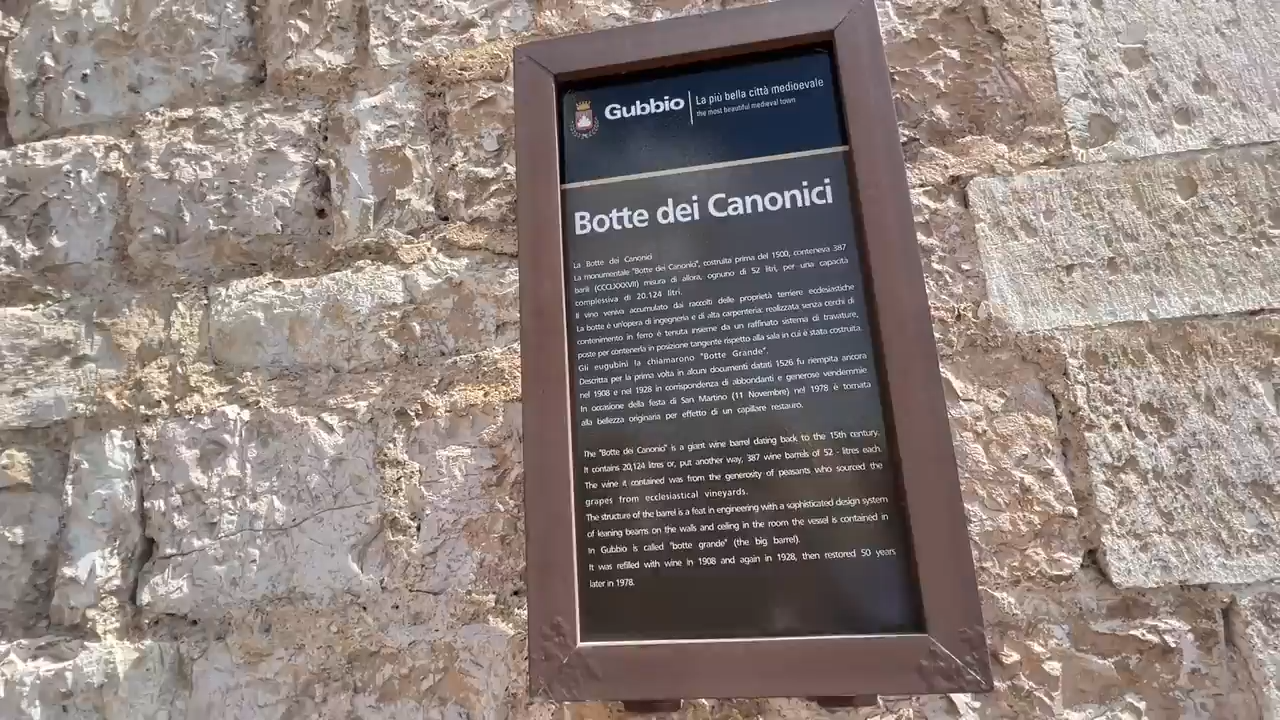 Gubbio
La più bella città medioevale
the most beautiful medieval town
Botte dei Canonici
La Botte dei Canonici
La monumentale "Botte dei Canonici", costruita prima del 1500, conteneva 387
barili (CCCLXXXVII) misura di allora, ognuno di 52 litri, per una capacità
complessiva di 20.124 litri.
Il vino veniva accumulato dai raccolti delle proprietà terriere ecclesiastiche
La botte è un'opera di ingegneria e di alta carpenteria: realizzata senza cerchi di
contenimento in ferro è tenuta insieme da un raffinato sistema di travature,
poste per contenerla in posizione tangente rispetto alla sala in cui è stata costruita.
Gli eugubini la chiamarono "Botte Grande".
Descritta per la prima volta in alcuni documenti datati 1526 fu riempita ancora
nel 1908 e nel 1928 in corrispondenza di abbondanti e generose vendemmie
In occasione della festa di San Martino (11 Novembre) nel 1978 è tornata
alla bellezza originaria per effetto di un capillare restauro.
The "Botte dei Canonici" is a giant wine barrel dating back to the 15th century.
It contains 20,124 litres or, put another way, 387 wine barrels of 52 - litres each.
The wine it contained was from the generosity of peasants who sourced the
grapes from ecclesiastical vineyards.
The structure of the barrel is a feat in engineering with a sophisticated design system
of leaning beams on the walls and ceiling in the room the vessel is contained in
In Gubbio is called "botte grande" (the big barrel).
It was refilled with wine in 1908 and again in 1928, then restored 50 years
later in 1978.